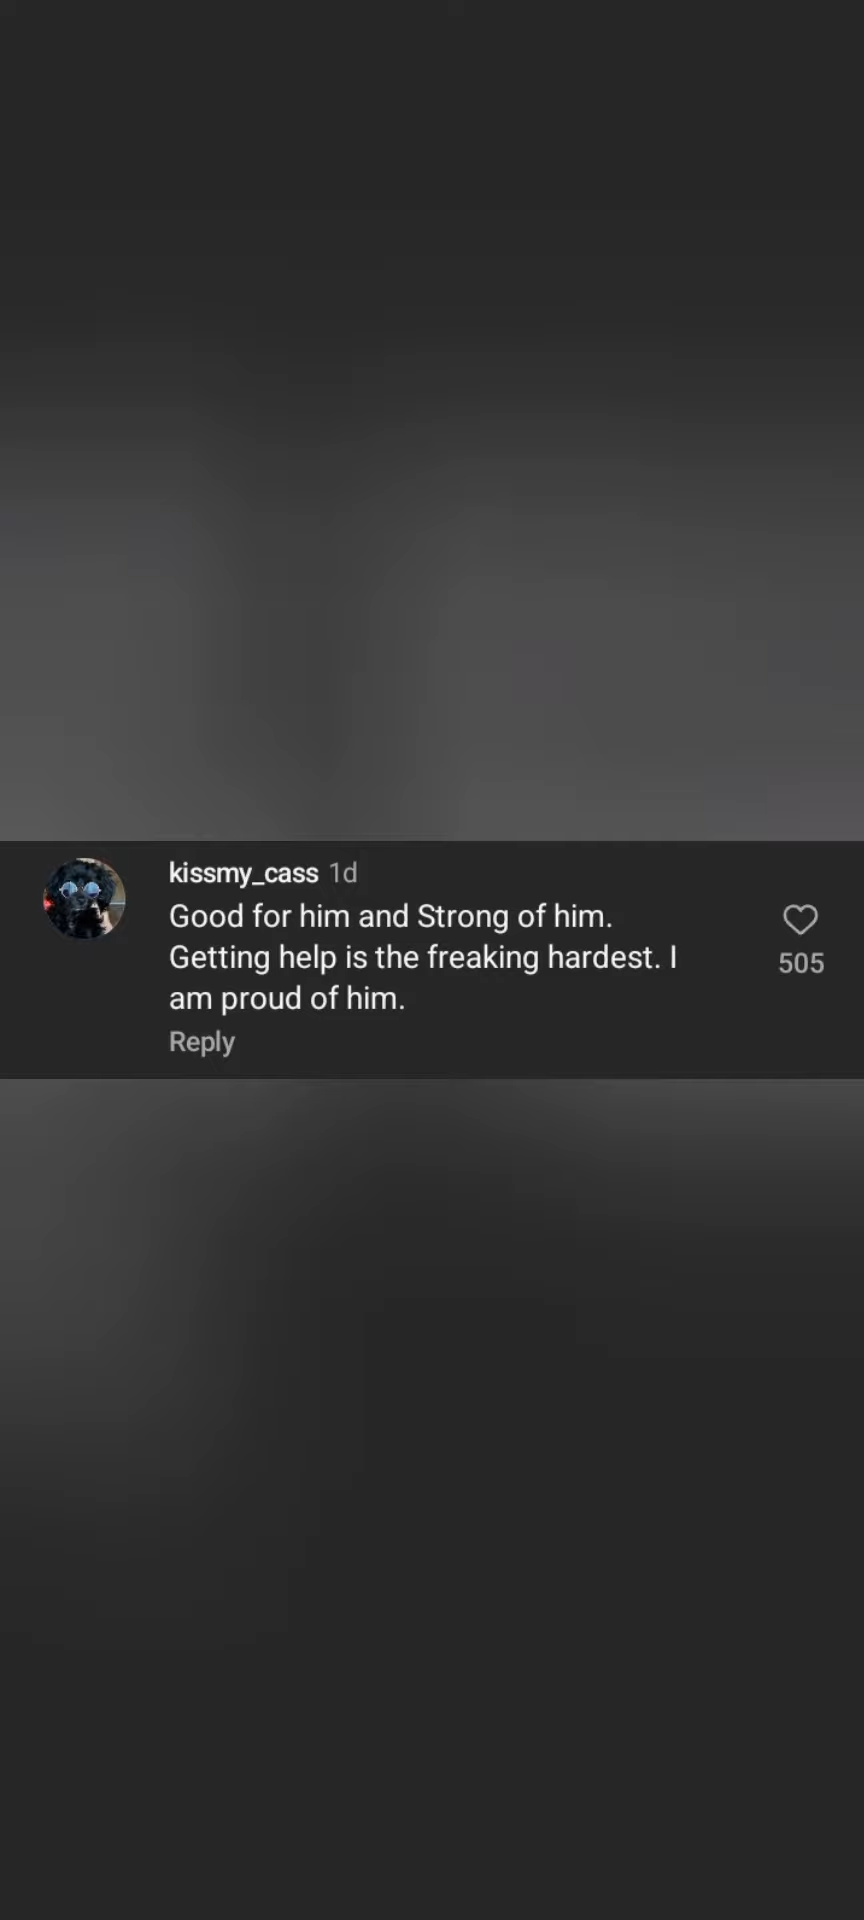 kissmy_cass 1d
Good for him and Strong of him.
Getting help is the freaking hardest. I
am proud of him.
505
Reply